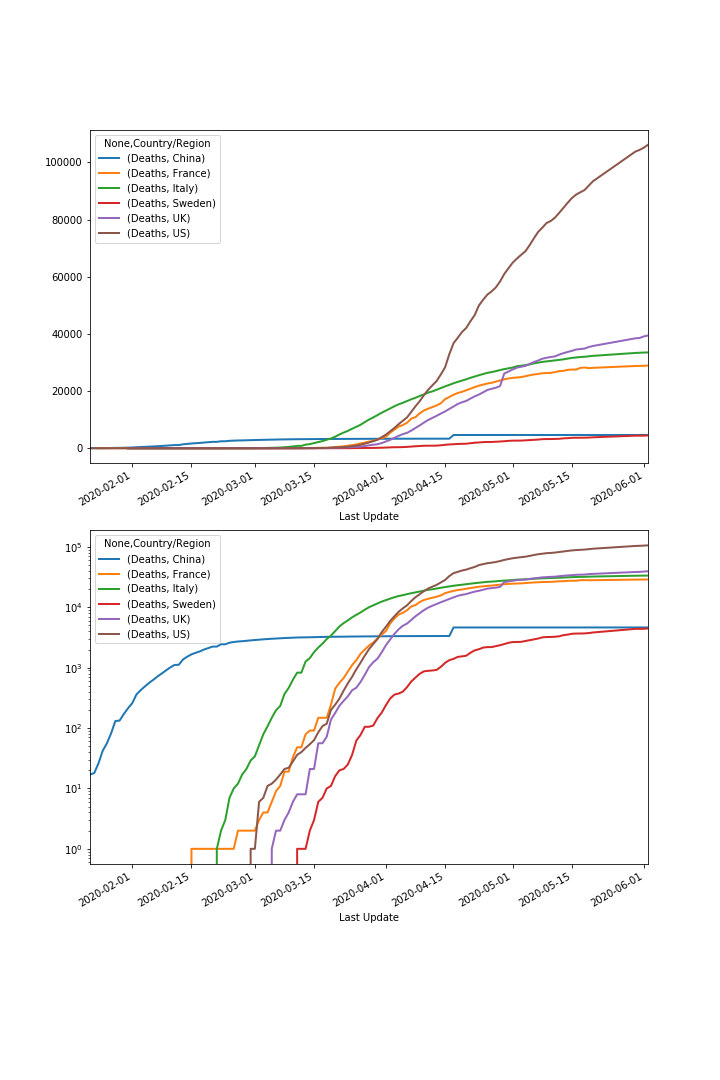 None,Country/Region
(Deaths, China)
(Deaths, France)
(Deaths, Italy)
(Deaths, Sweden)
(Deaths, UK)
(Deaths, US)
100000
80000
60000
40000
20000
0
2020-02-01
2020-02-15
2020-03-01
2020-03-15
2020-04-01
2020-04-15
2020-05-01
2020-05-15
2020-06-01
Last Update
None,Country/Region
(Deaths, China)
(Deaths, France)
(Deaths, Italy)
(Deaths, Sweden)
(Deaths, UK)
(Deaths, US)
10⁵
10⁴
10³
10²
10¹
10⁰
2020-02-01
2020-02-15
2020-03-01
2020-03-15
2020-04-01
2020-04-15
2020-05-01
2020-05-15
2020-06-01
Last Update